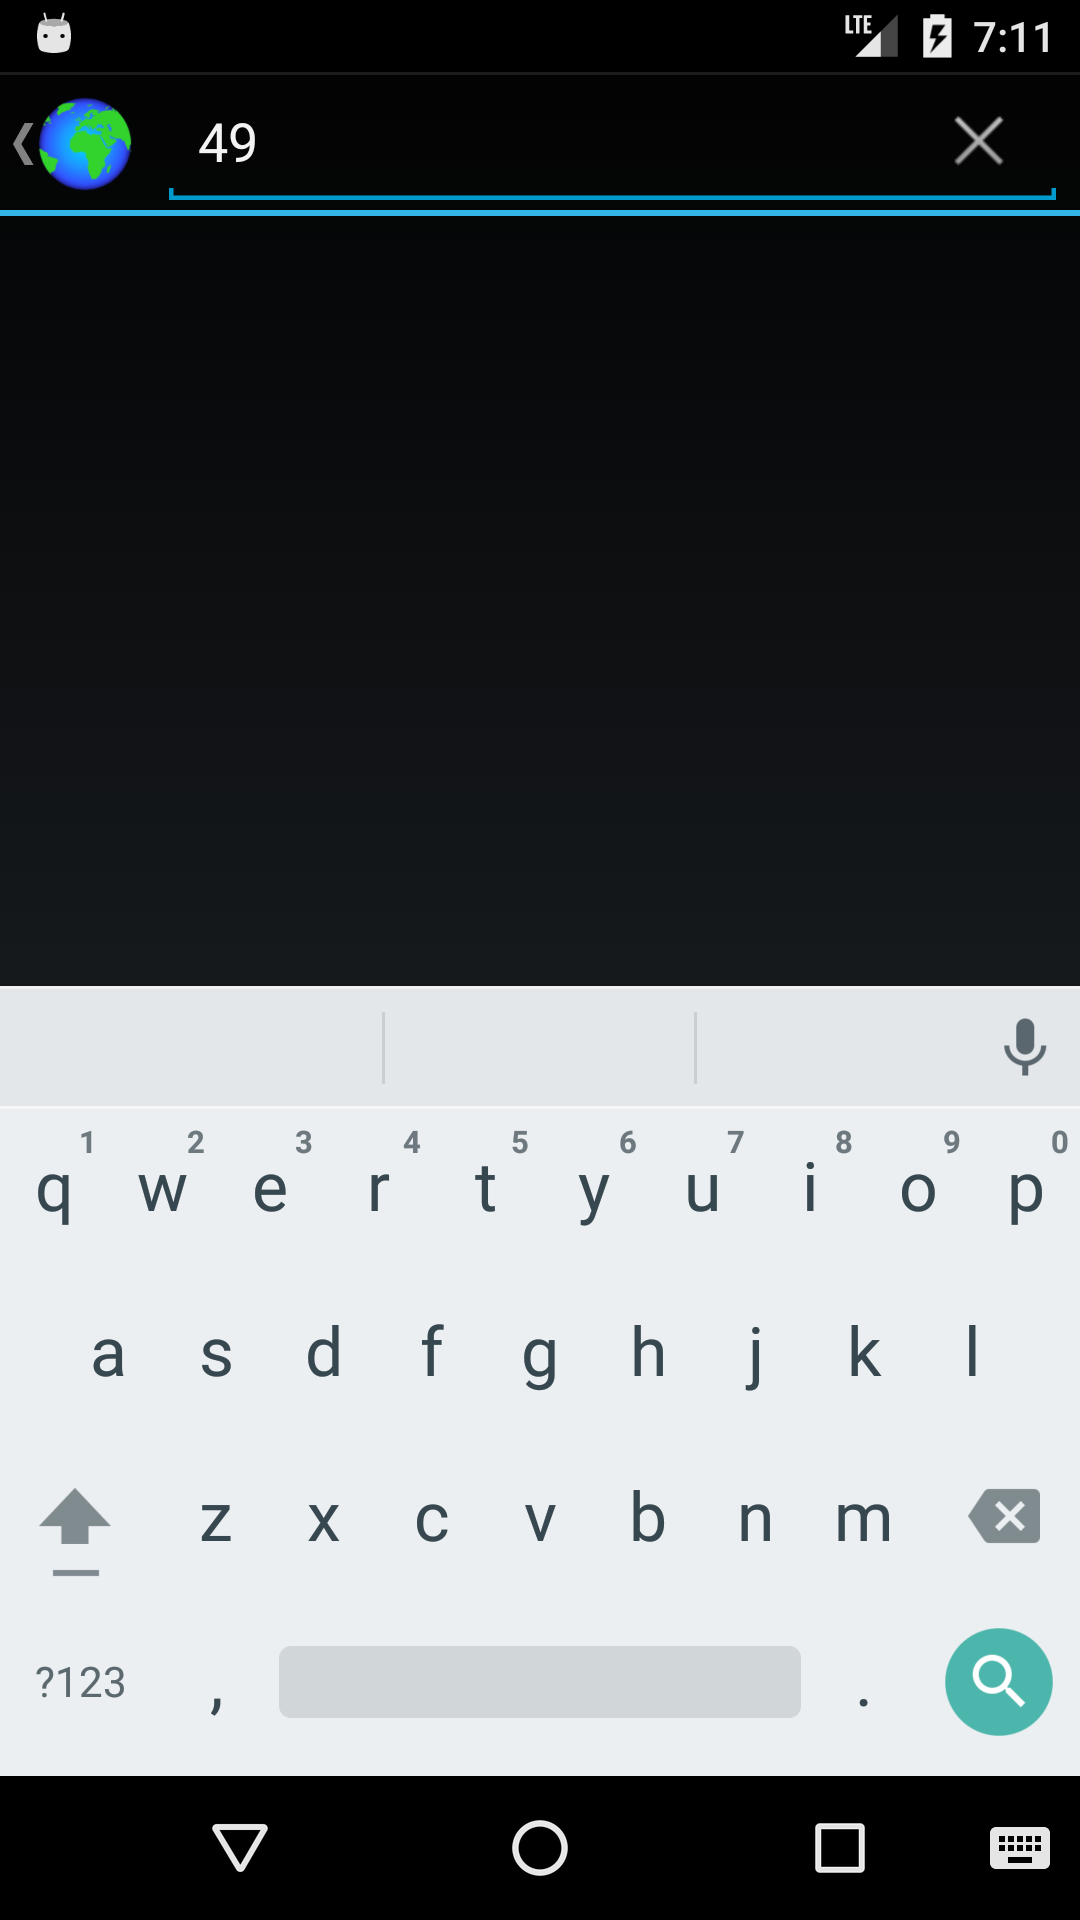 LTE 7:11
49
1 2 3 4 5 6 7 8 9 0
q w e r t y u i o p
a s d f g h j k l
z x c v b n m
?123 , .